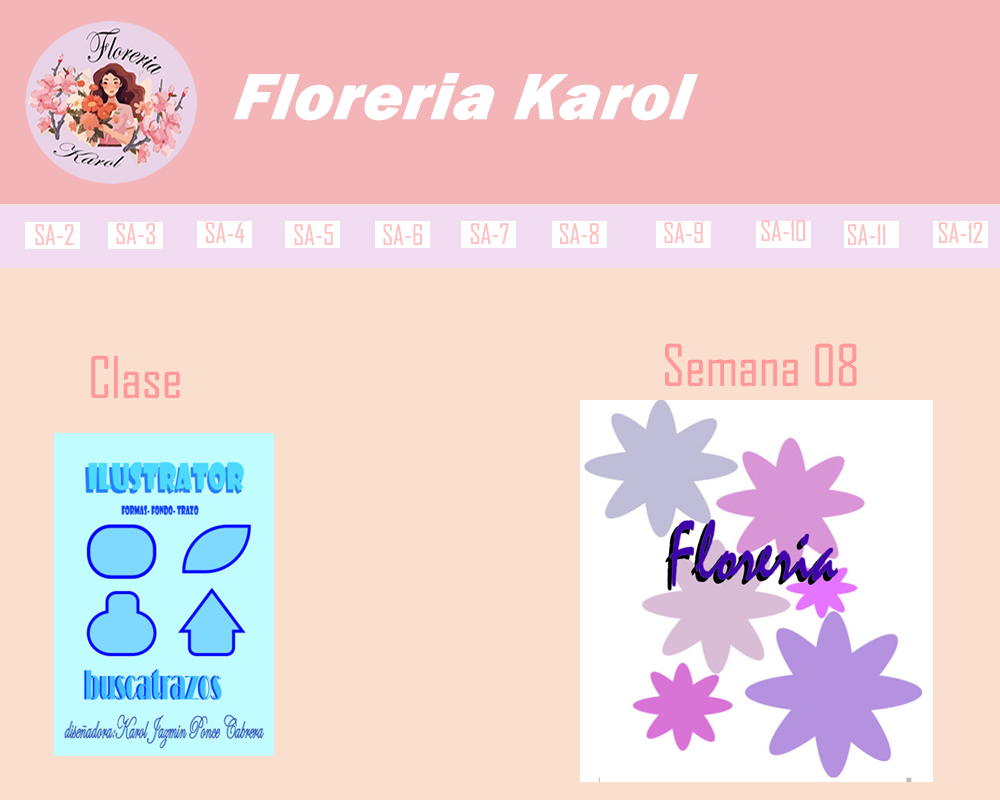 Floreria
Karol
Floreria Karol
SA-2 SA-3 SA-4 SA-5 SA-6 SA-7 SA-8 SA-9 SA-10 SA-11 SA-12
Clase
ILUSTRATOR
FORMAS- FONDO- TRAZO
buscatrazos
diseñadora:Karol Jazmin Ponce Cabrera
Semana 08
Floreria